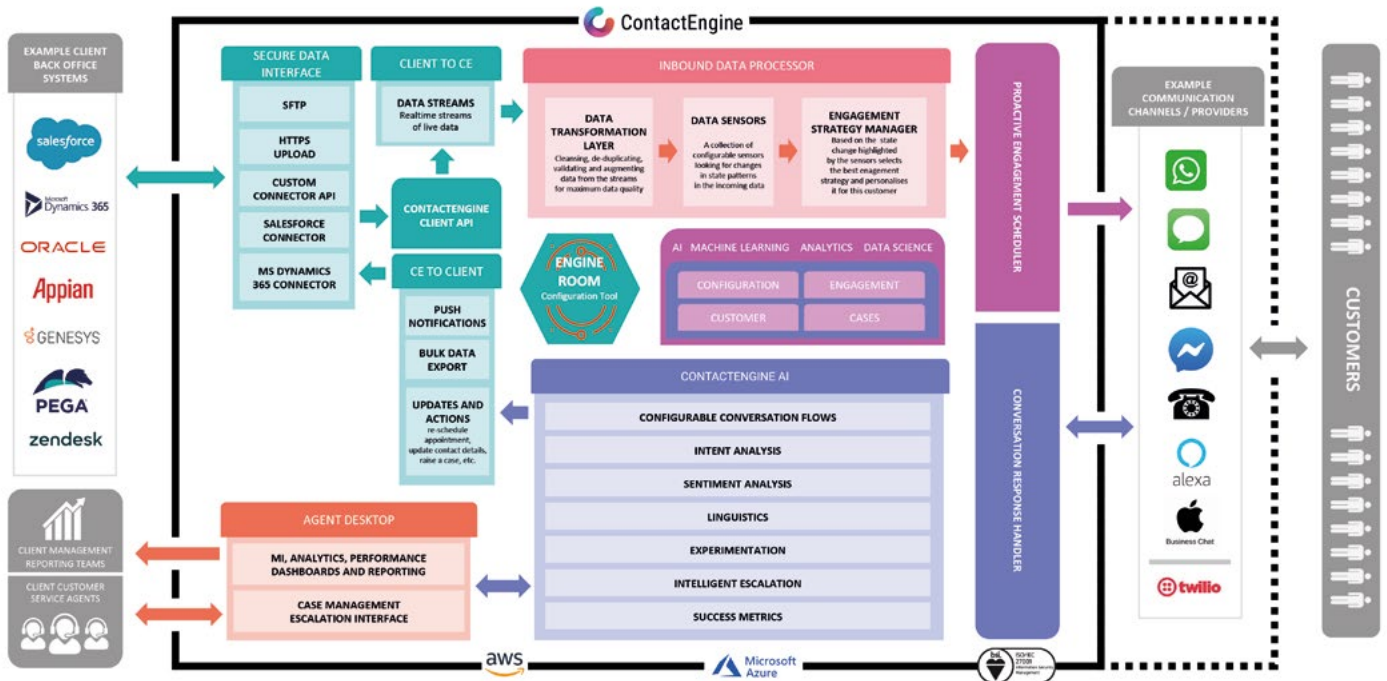 ContactEngine
EXAMPLE CLIENT
BACK OFFICE
SYSTEMS
salesforce
Microsoft
Dynamics 365
ORACLE
Appian
GENESYS
PEGA
zendesk
CLIENT MANAGEMENT
REPORTING TEAMS
CLIENT CUSTOMER
SERVICE AGENTS
SECURE DATA
INTERFACE
SFTP
HTTPS
UPLOAD
CUSTOM
CONNECTOR API
SALESFORCE
CONNECTOR
MS DYNAMICS
365 CONNECTOR
CLIENT TO CE
DATA STREAMS
Realtime streams
of live data
CONTACTENGINE
CLIENT API
CE TO CLIENT
PUSH
NOTIFICATIONS
BULK DATA
EXPORT
UPDATES AND
ACTIONS
re-schedule
appointment,
update contact details,
raise a case, etc.
INBOUND DATA PROCESSOR
DATA
TRANSFORMATION
LAYER
Cleansing, de-duplicating,
validating and augmenting
data from the streams
for maximum data quality
DATA SENSORS
A collection of
configurable sensors
looking for changes
in state patterns
in the incoming data
ENGAGEMENT
STRATEGY MANAGER
Based on the state
change highlighted
by the sensors selects
the best enagement
strategy and personalises
it for this customer
ENGINE
ROOM
Configuration Tool
AI MACHINE LEARNING ANALYTICS DATA SCIENCE
CONFIGURATION ENGAGEMENT
CUSTOMER CASES
CONTACTENGINE AI
CONFIGURABLE CONVERSATION FLOWS
INTENT ANALYSIS
SENTIMENT ANALYSIS
LINGUISTICS
EXPERIMENTATION
INTELLIGENT ESCALATION
SUCCESS METRICS
AGENT DESKTOP
MI, ANALYTICS, PERFORMANCE
DASHBOARDS AND REPORTING
CASE MANAGEMENT
ESCALATION INTERFACE
PROACTIVE ENGAGEMENT SCHEDULER
CONVERSATION RESPONSE HANDLER
EXAMPLE
COMMUNICATION
CHANNELS / PROVIDERS
@
alexa
Business Chat
twilio
CUSTOMERS
aws
Microsoft
Azure
bsi.
ISO/IEC
27001
Information Security
Management